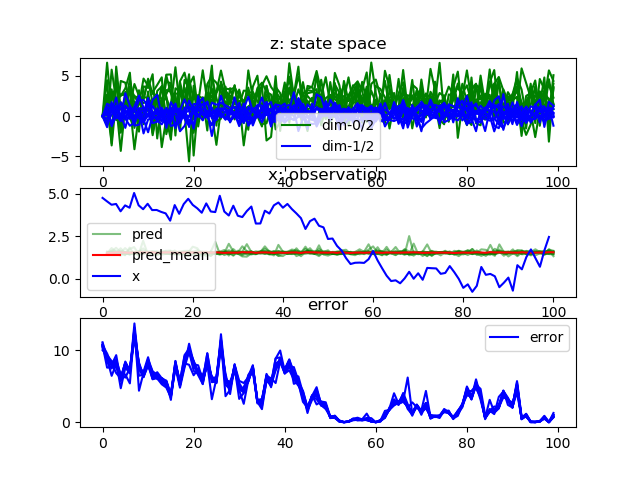 z: state space
5
0
−5
dim-0/2
dim-1/2
0 20 40 60 80 100
x: observation
5.0
2.5
0.0
pred
pred_mean
x
0 20 40 60 80 100
error
10
0
error
0 20 40 60 80 100